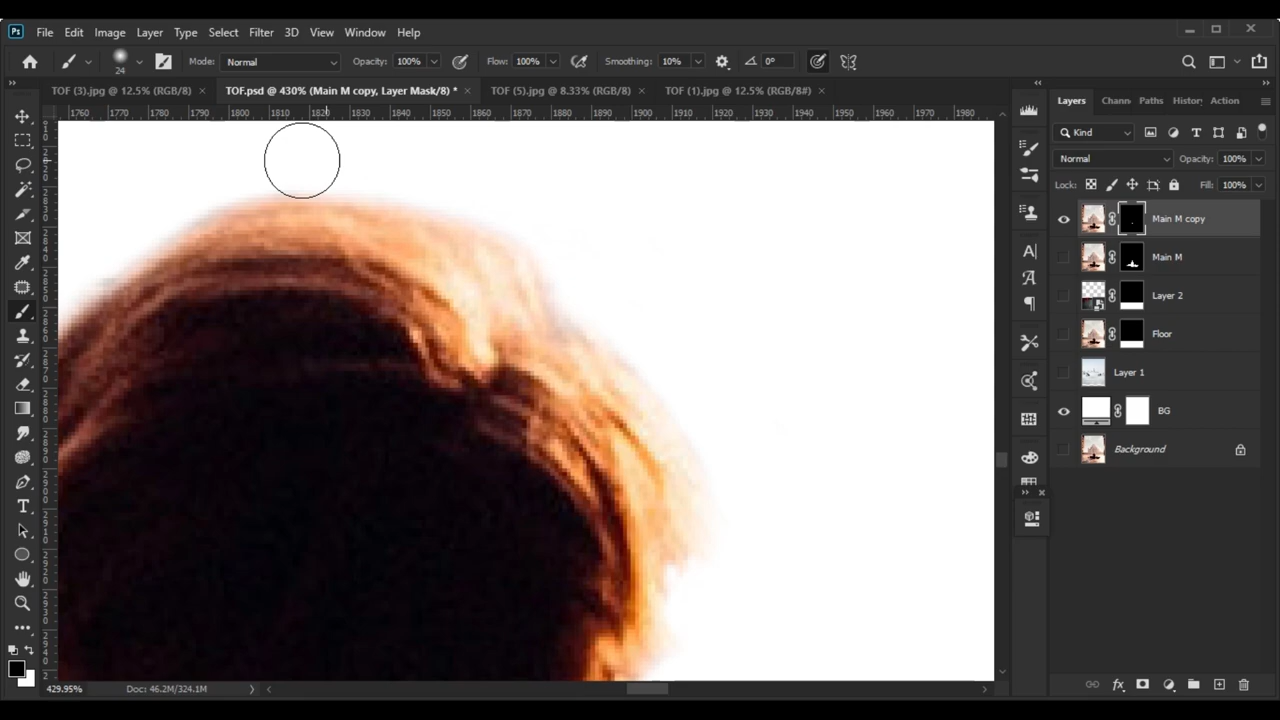 Ps File Edit Image Layer Type Select Filter 3D View Window Help
24 Mode: Normal Opacity: 100% Flow: 100% Smoothing: 10% 0°
TOF (3).jpg @ 12.5% (RGB/8) TOF.psd @ 430% (Main M copy, Layer Mask/8) * TOF (5).jpg @ 8.33% (RGB/8) TOF (1).jpg @ 12.5% (RGB/8#)
1760 1770 1780 1790 1800 1810 1820 1830 1840 1850 1860 1870 1880 1890 1900 1910 1920 1930 1940 1950 1960 1970 1980
Layers Chann Paths Histor Action
Kind
Normal Opacity: 100%
Lock: Fill: 100%
Main M copy
Main M
Layer 2
Floor
Layer 1
BG
Background
429.95% Doc: 46.2M/324.1M
fx